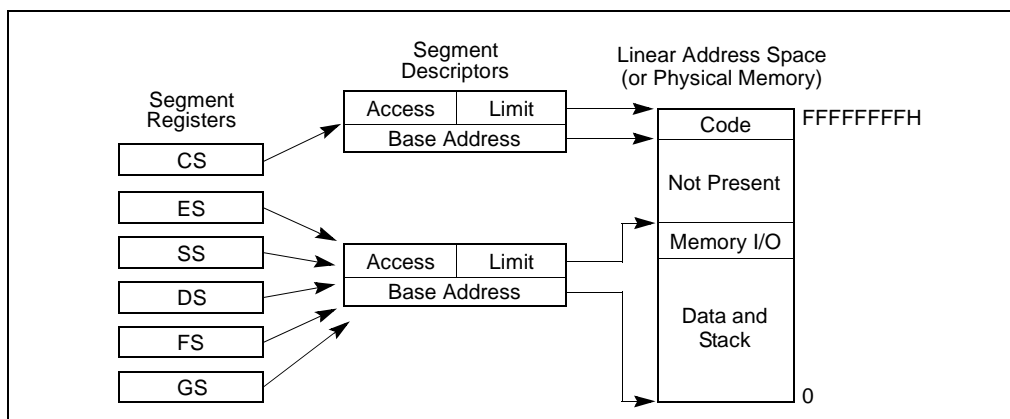 Segment
Registers
CS
ES
SS
DS
FS
GS
Segment
Descriptors
Access Limit
Base Address
Access Limit
Base Address
Linear Address Space
(or Physical Memory)
Code
Not Present
Memory I/O
Data and
Stack
FFFFFFFFH
0